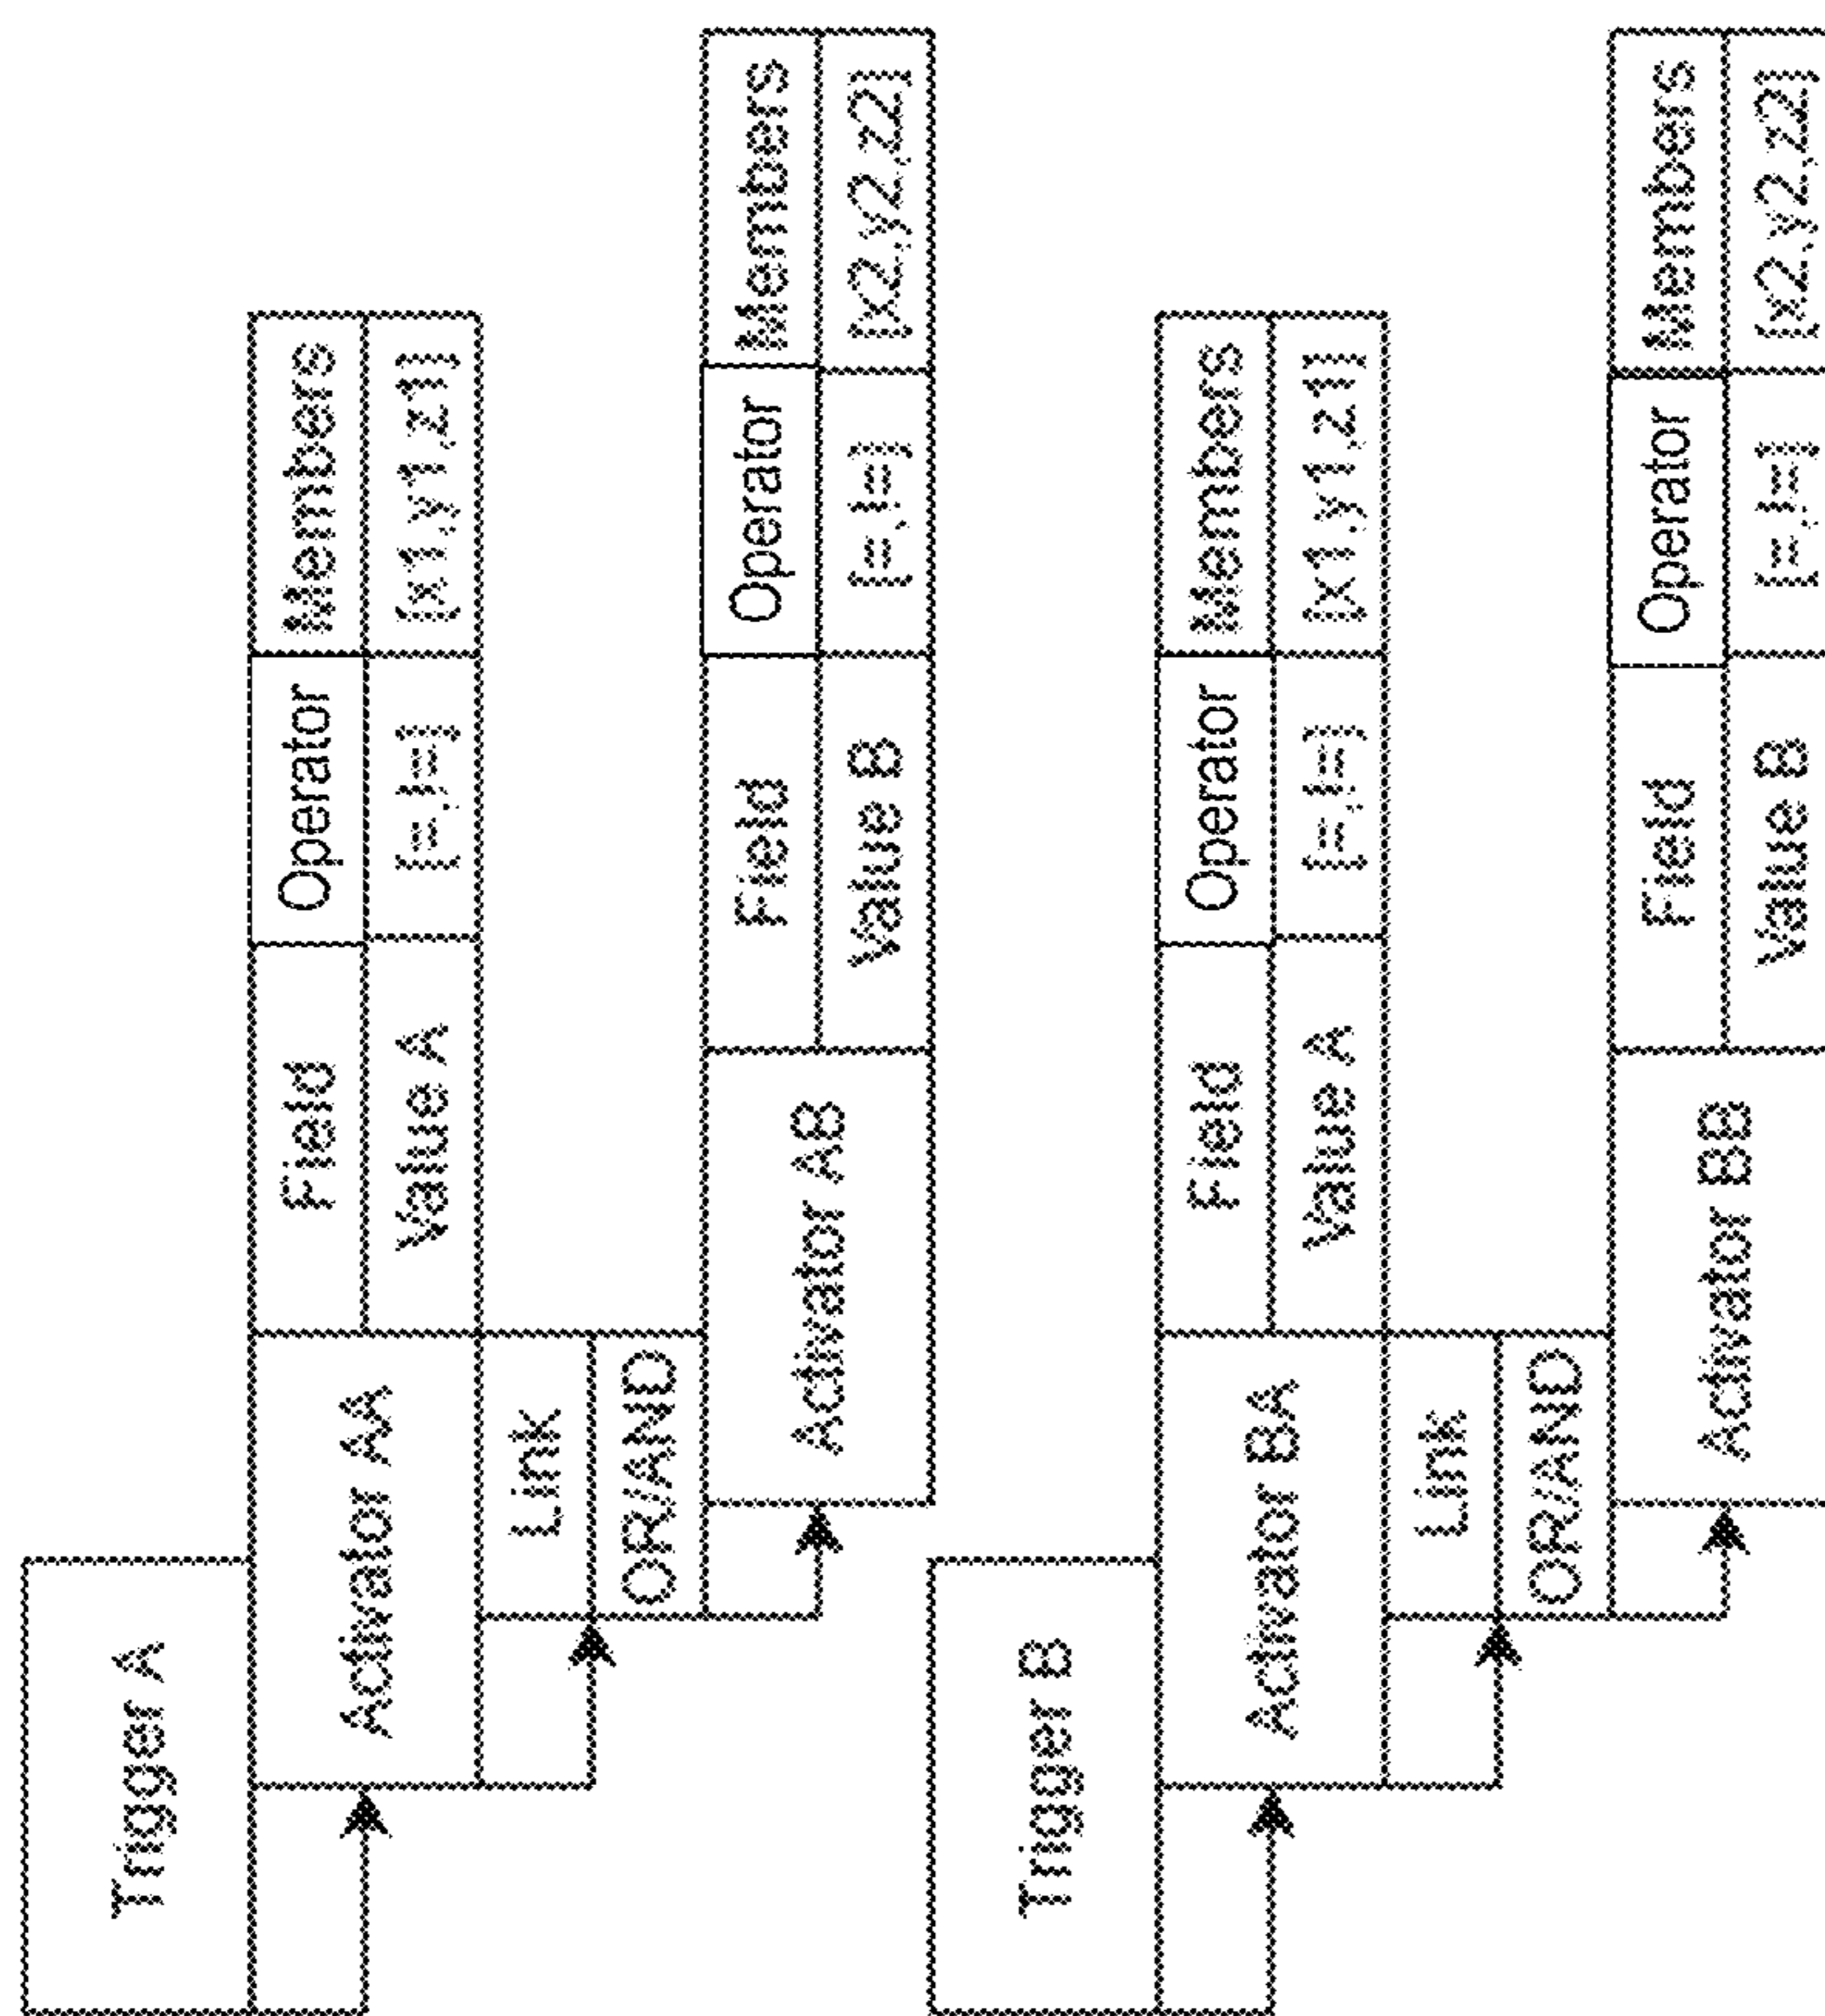 Trigger A
Activator AA
Field
Operator
Members
Value A
[=,!=]
[x1,y1,z1]
Link
OR/AND
Activator AB
Field
Operator
Members
Value B
[=,!=]
[x2,y2,z2]
Trigger B
Activator BA
Field
Operator
Members
Value A
[=,!=]
[x1,y1,z1]
Link
OR/AND
Activator BB
Field
Operator
Members
Value B
[=,!=]
[x2,y2,z2]